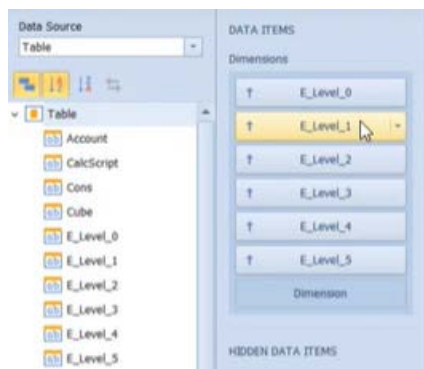 Data Source
Table
Table
Account
CalcScript
Cons
Cube
E_Level_0
E_Level_1
E_Level_2
E_Level_3
E_Level_4
E_Level_5
DATA ITEMS
Dimensions
E_Level_0
E_Level_1
E_Level_2
E_Level_3
E_Level_4
E_Level_5
Dimension
HIDDEN DATA ITEMS